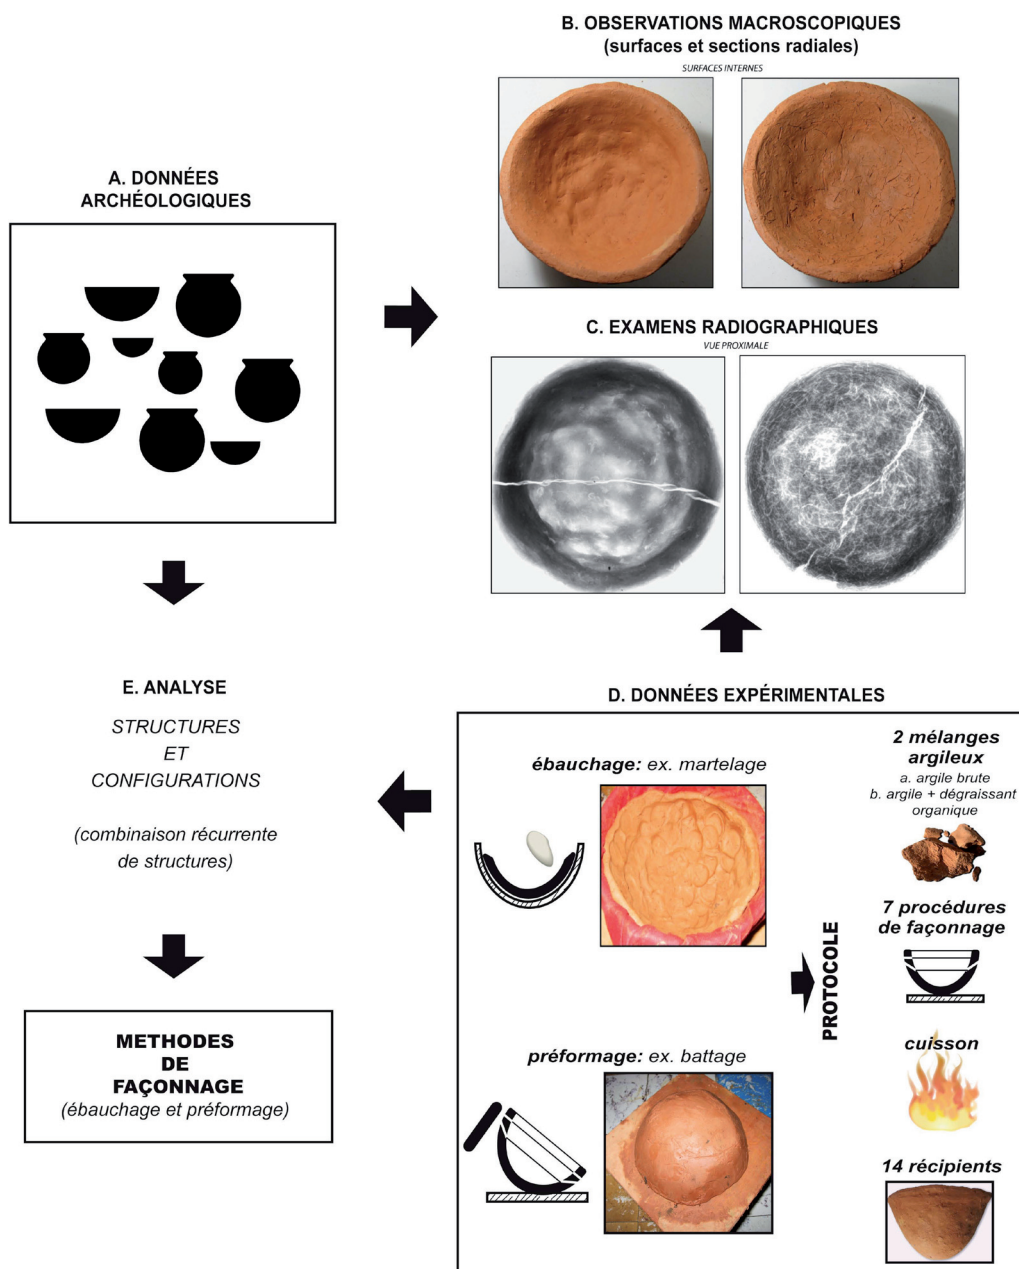 A. DONNÉES
ARCHÉOLOGIQUES
B. OBSERVATIONS MACROSCOPIQUES
(surfaces et sections radiales)
SURFACES INTERNES
C. EXAMENS RADIOGRAPHIQUES
VUE PROXIMALE
E. ANALYSE
STRUCTURES
ET
CONFIGURATIONS
(combinaison récurrente
de structures)
METHODES
DE
FAÇONNAGE
(ébauchage et préformage)
D. DONNÉES EXPÉRIMENTALES
ébauchage: ex. martelage
préformage: ex. battage
PROTOCOLE
2 mélanges
argileux
a. argile brute
b. argile + dégraissant
organique
7 procédures
de façonnage
cuisson
14 récipients